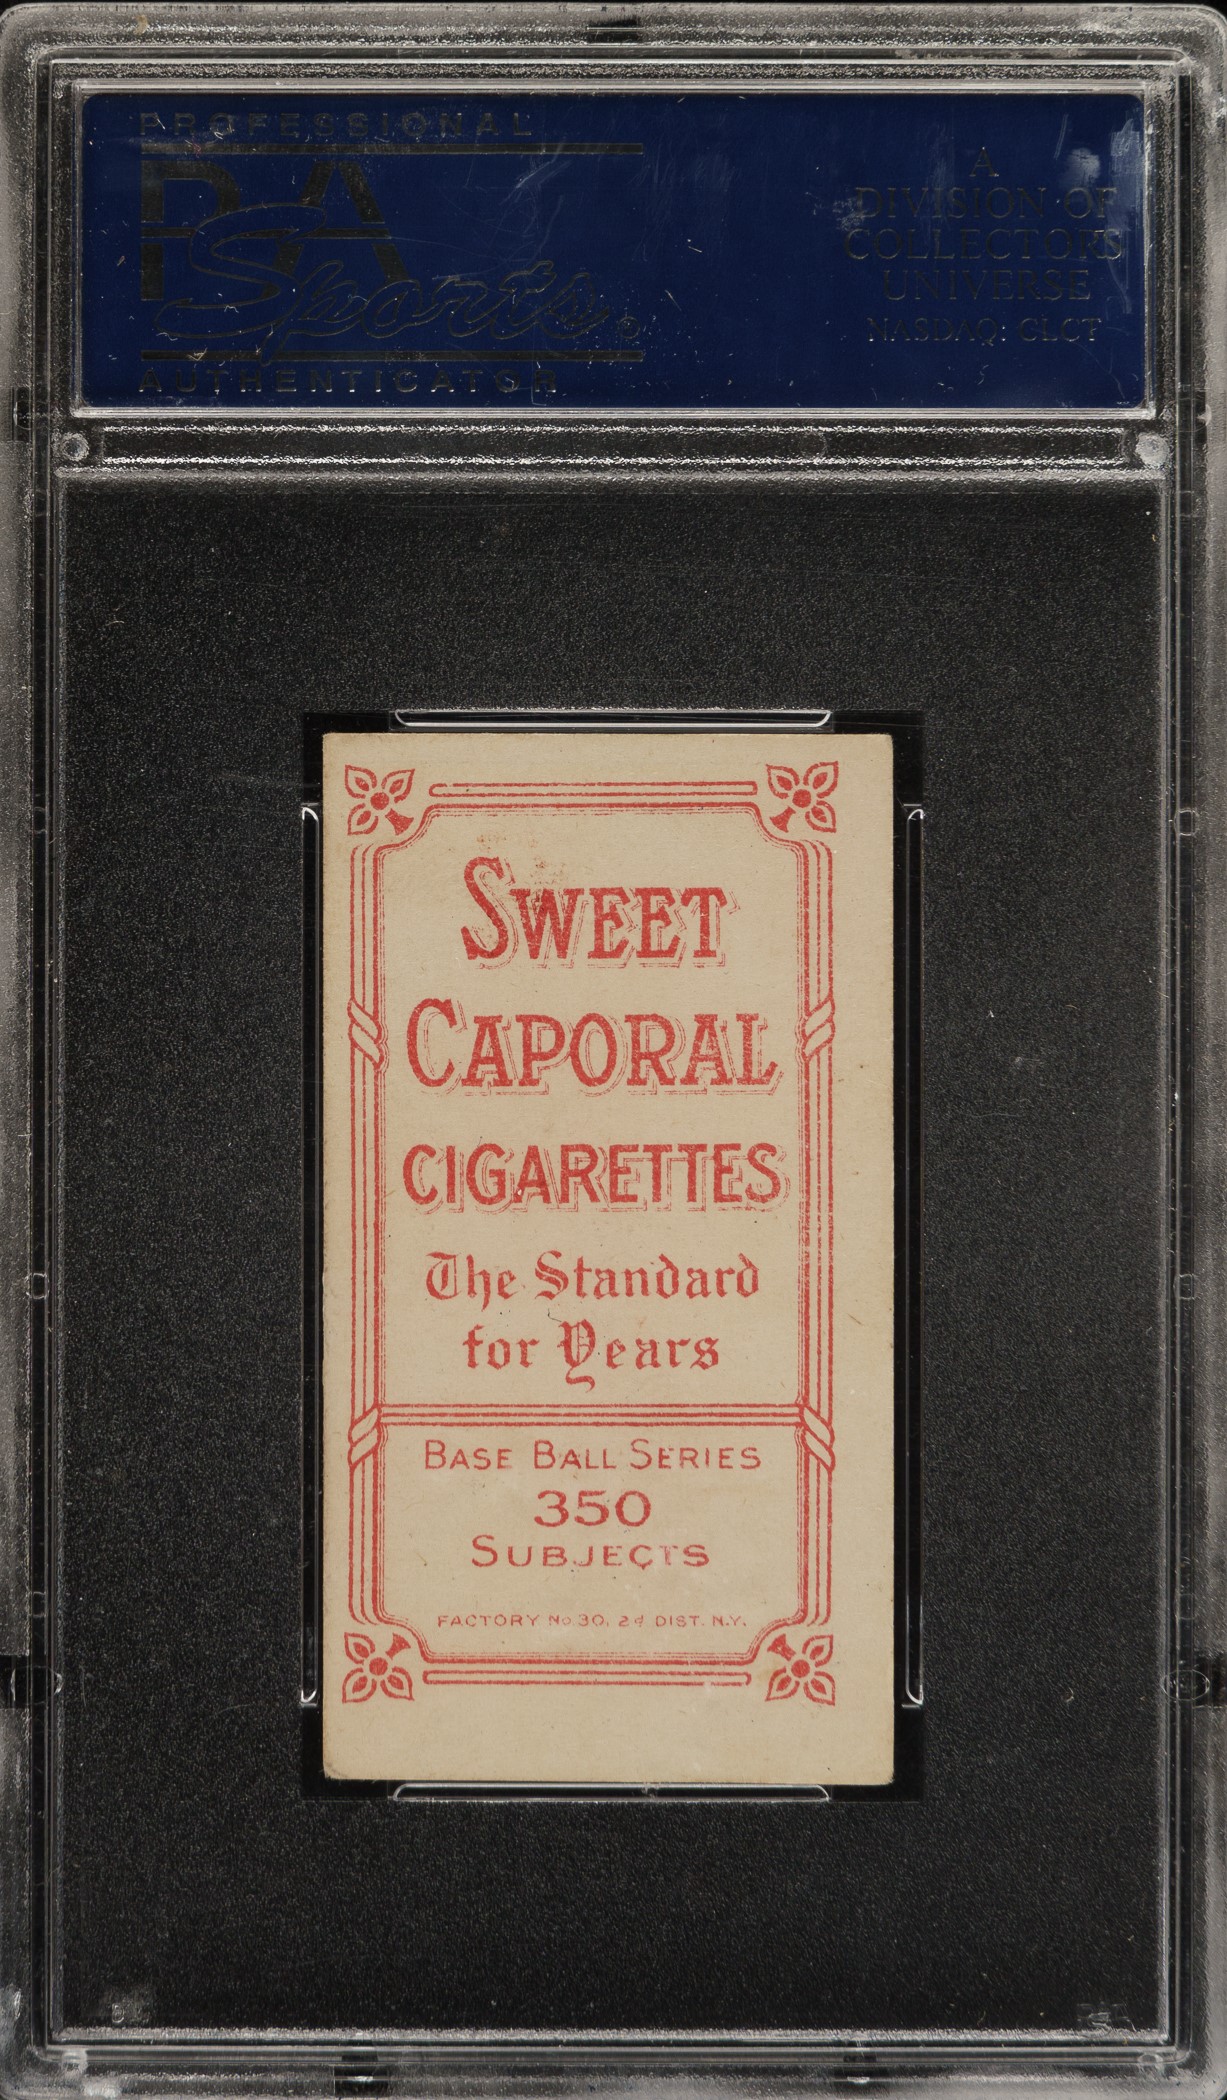 PROFESSIONAL
PSA
Sports
AUTHENTICATOR
A
DIVISION OF
COLLECTORS
UNIVERSE
NASDAQ: CLCT
SWEET
CAPORAL
CIGARETTES
The Standard
for Years
BASE BALL SERIES
350
SUBJECTS
FACTORY No 30, 2d DIST. N.Y.